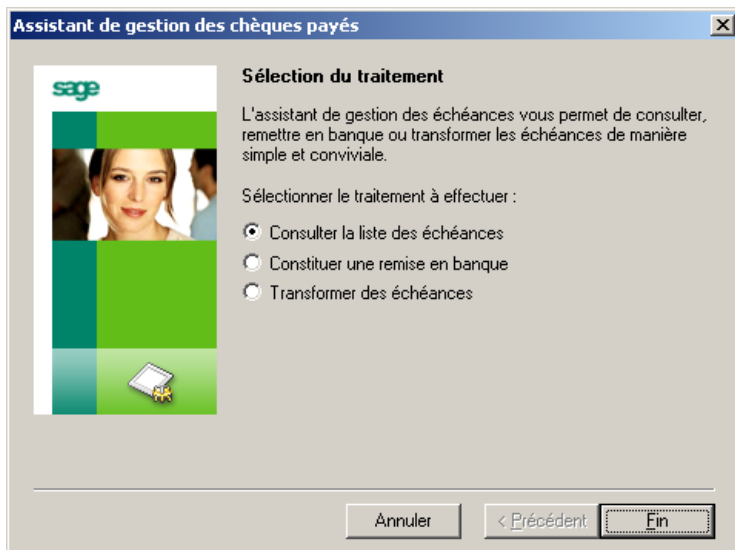 Assistant de gestion des chèques payés
sage
Sélection du traitement
L'assistant de gestion des échéances vous permet de consulter,
remettre en banque ou transformer les échéances de manière
simple et conviviale.
Sélectionner le traitement à effectuer :
Consulter la liste des échéances
Constituer une remise en banque
Transformer des échéances
Annuler
< Précédent
Fin